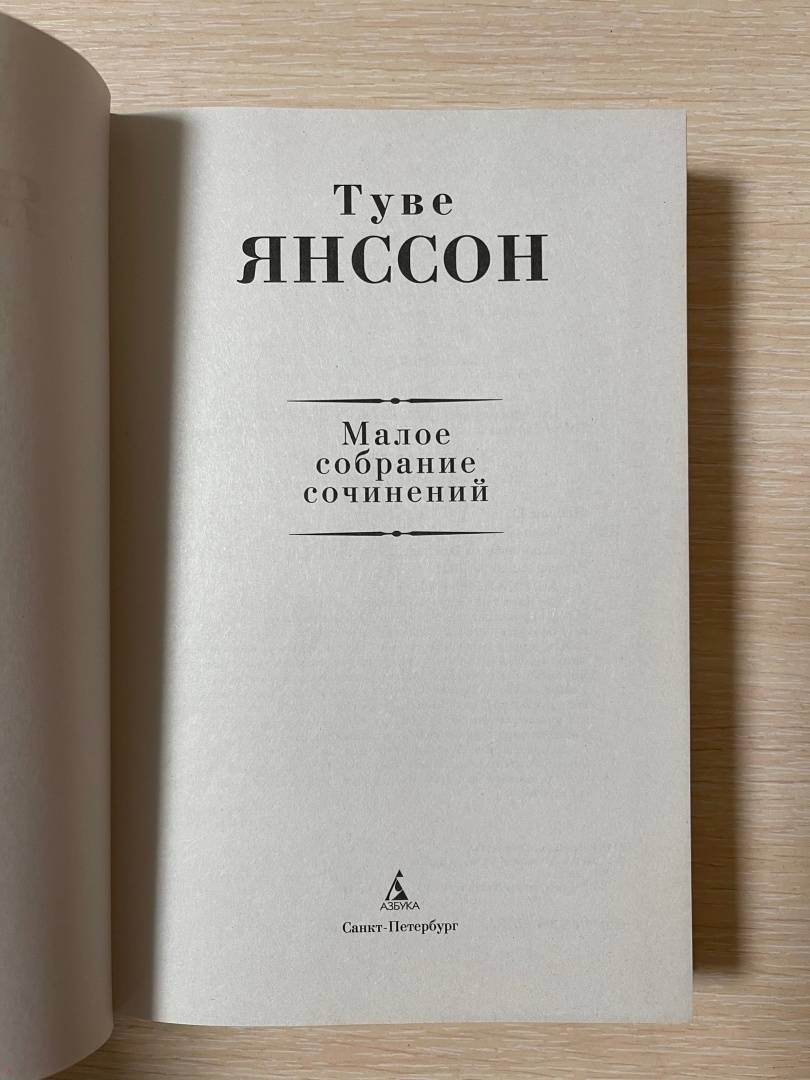 Туве
ЯНССОН
Малое
собрание
сочинений
АЗБУКА
Санкт-Петербург